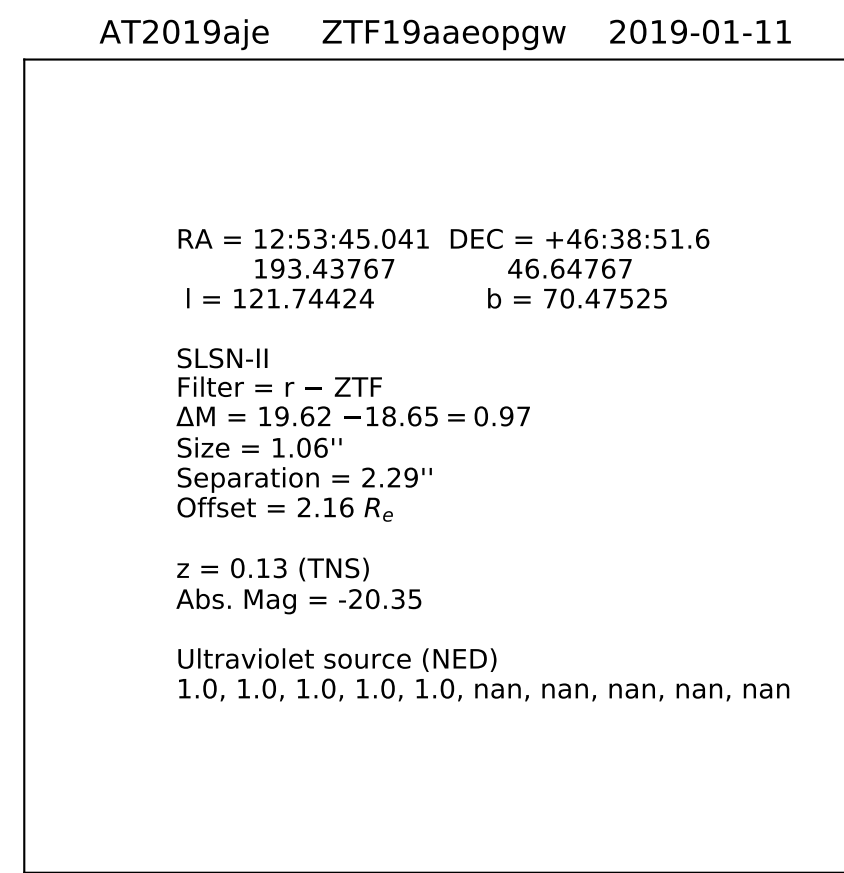 AT2019aje ZTF19aaeopgw 2019-01-11
RA = 12:53:45.041 DEC = +46:38:51.6
193.43767 46.64767
l = 121.74424 b = 70.47525
SLSN-II
Filter = r − ZTF
ΔM = 19.62 −18.65 = 0.97
Size = 1.06''
Separation = 2.29''
Offset = 2.16 Rₑ
z = 0.13 (TNS)
Abs. Mag = -20.35
Ultraviolet source (NED)
1.0, 1.0, 1.0, 1.0, 1.0, nan, nan, nan, nan, nan